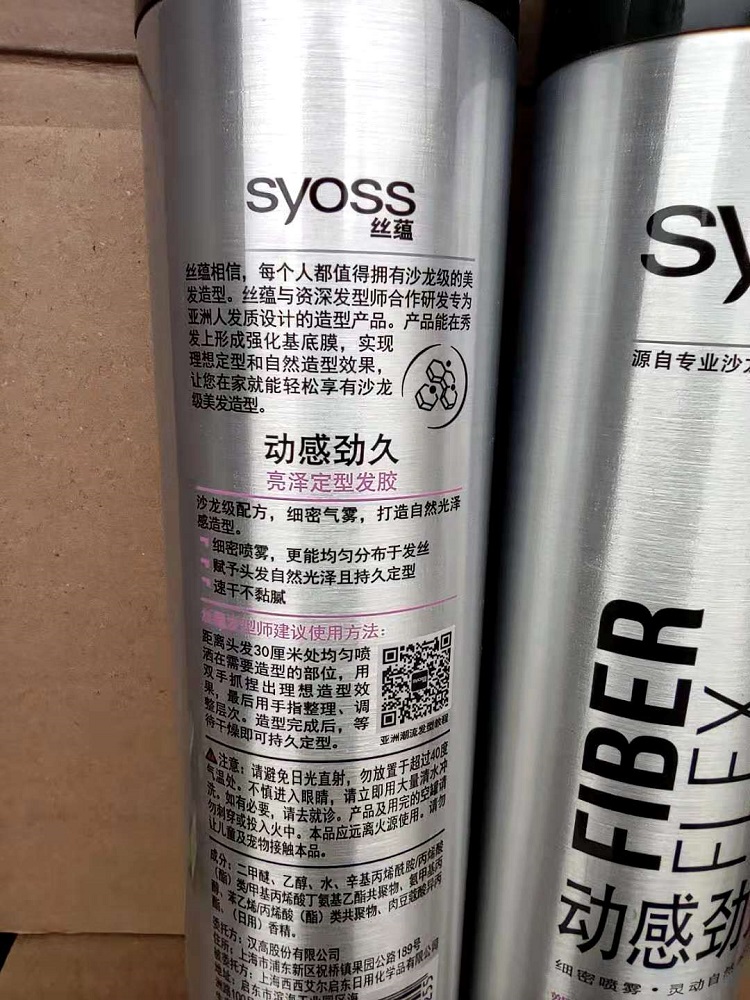 syoss
丝蕴
丝蕴相信，每个人都值得拥有沙龙级的美
发造型。丝蕴与资深发型师合作研发专为
亚洲人发质设计的造型产品。产品能在秀
发上形成强化基底膜，实现
理想定型和自然造型效果，
让您在家就能轻松享有沙龙
级美发造型。
动感劲久
亮泽定型发胶
沙龙级配方，细密气雾，打造自然光泽
感造型。
细密喷雾，更能均匀分布于发丝
赋予头发自然光泽且持久定型
速干不黏腻
型师建议使用方法：
距离头发30厘米处均匀喷
洒在需要造型的部位，用
双手抓捏出理想造型效
果，最后用手指整理、调
整层次。造型完成后，等
待干燥即可持久定型。
亚洲潮流发型教程
注意：请避免日光直射，勿放置于超过40度
气温处。不慎进入眼睛，请立即用大量清水冲
洗，如有必要，请去就诊。产品及用完的空罐请
勿刺穿或投入火中。本品应远离火源使用。请勿
让儿童及宠物接触本品。
成分：二甲醚、乙醇、水、辛基丙烯酰胺/丙烯酸
（酯）类/甲基丙烯酸丁氨基乙酯共聚物、氨甲基丙
醇、苯乙烯/丙烯酸（酯）类共聚物、肉豆蔻酸异丙
酯、（日用）香精。
委托方：汉高股份有限公司
住所：上海市浦东新区祝桥镇果园公路189号
被委托方：上海西西艾尔启东日用化学品有限公司
启东市滨海工业园区海
sy
源自专业沙
FIBER
FLEX
动感劲
细密喷雾·灵动自然